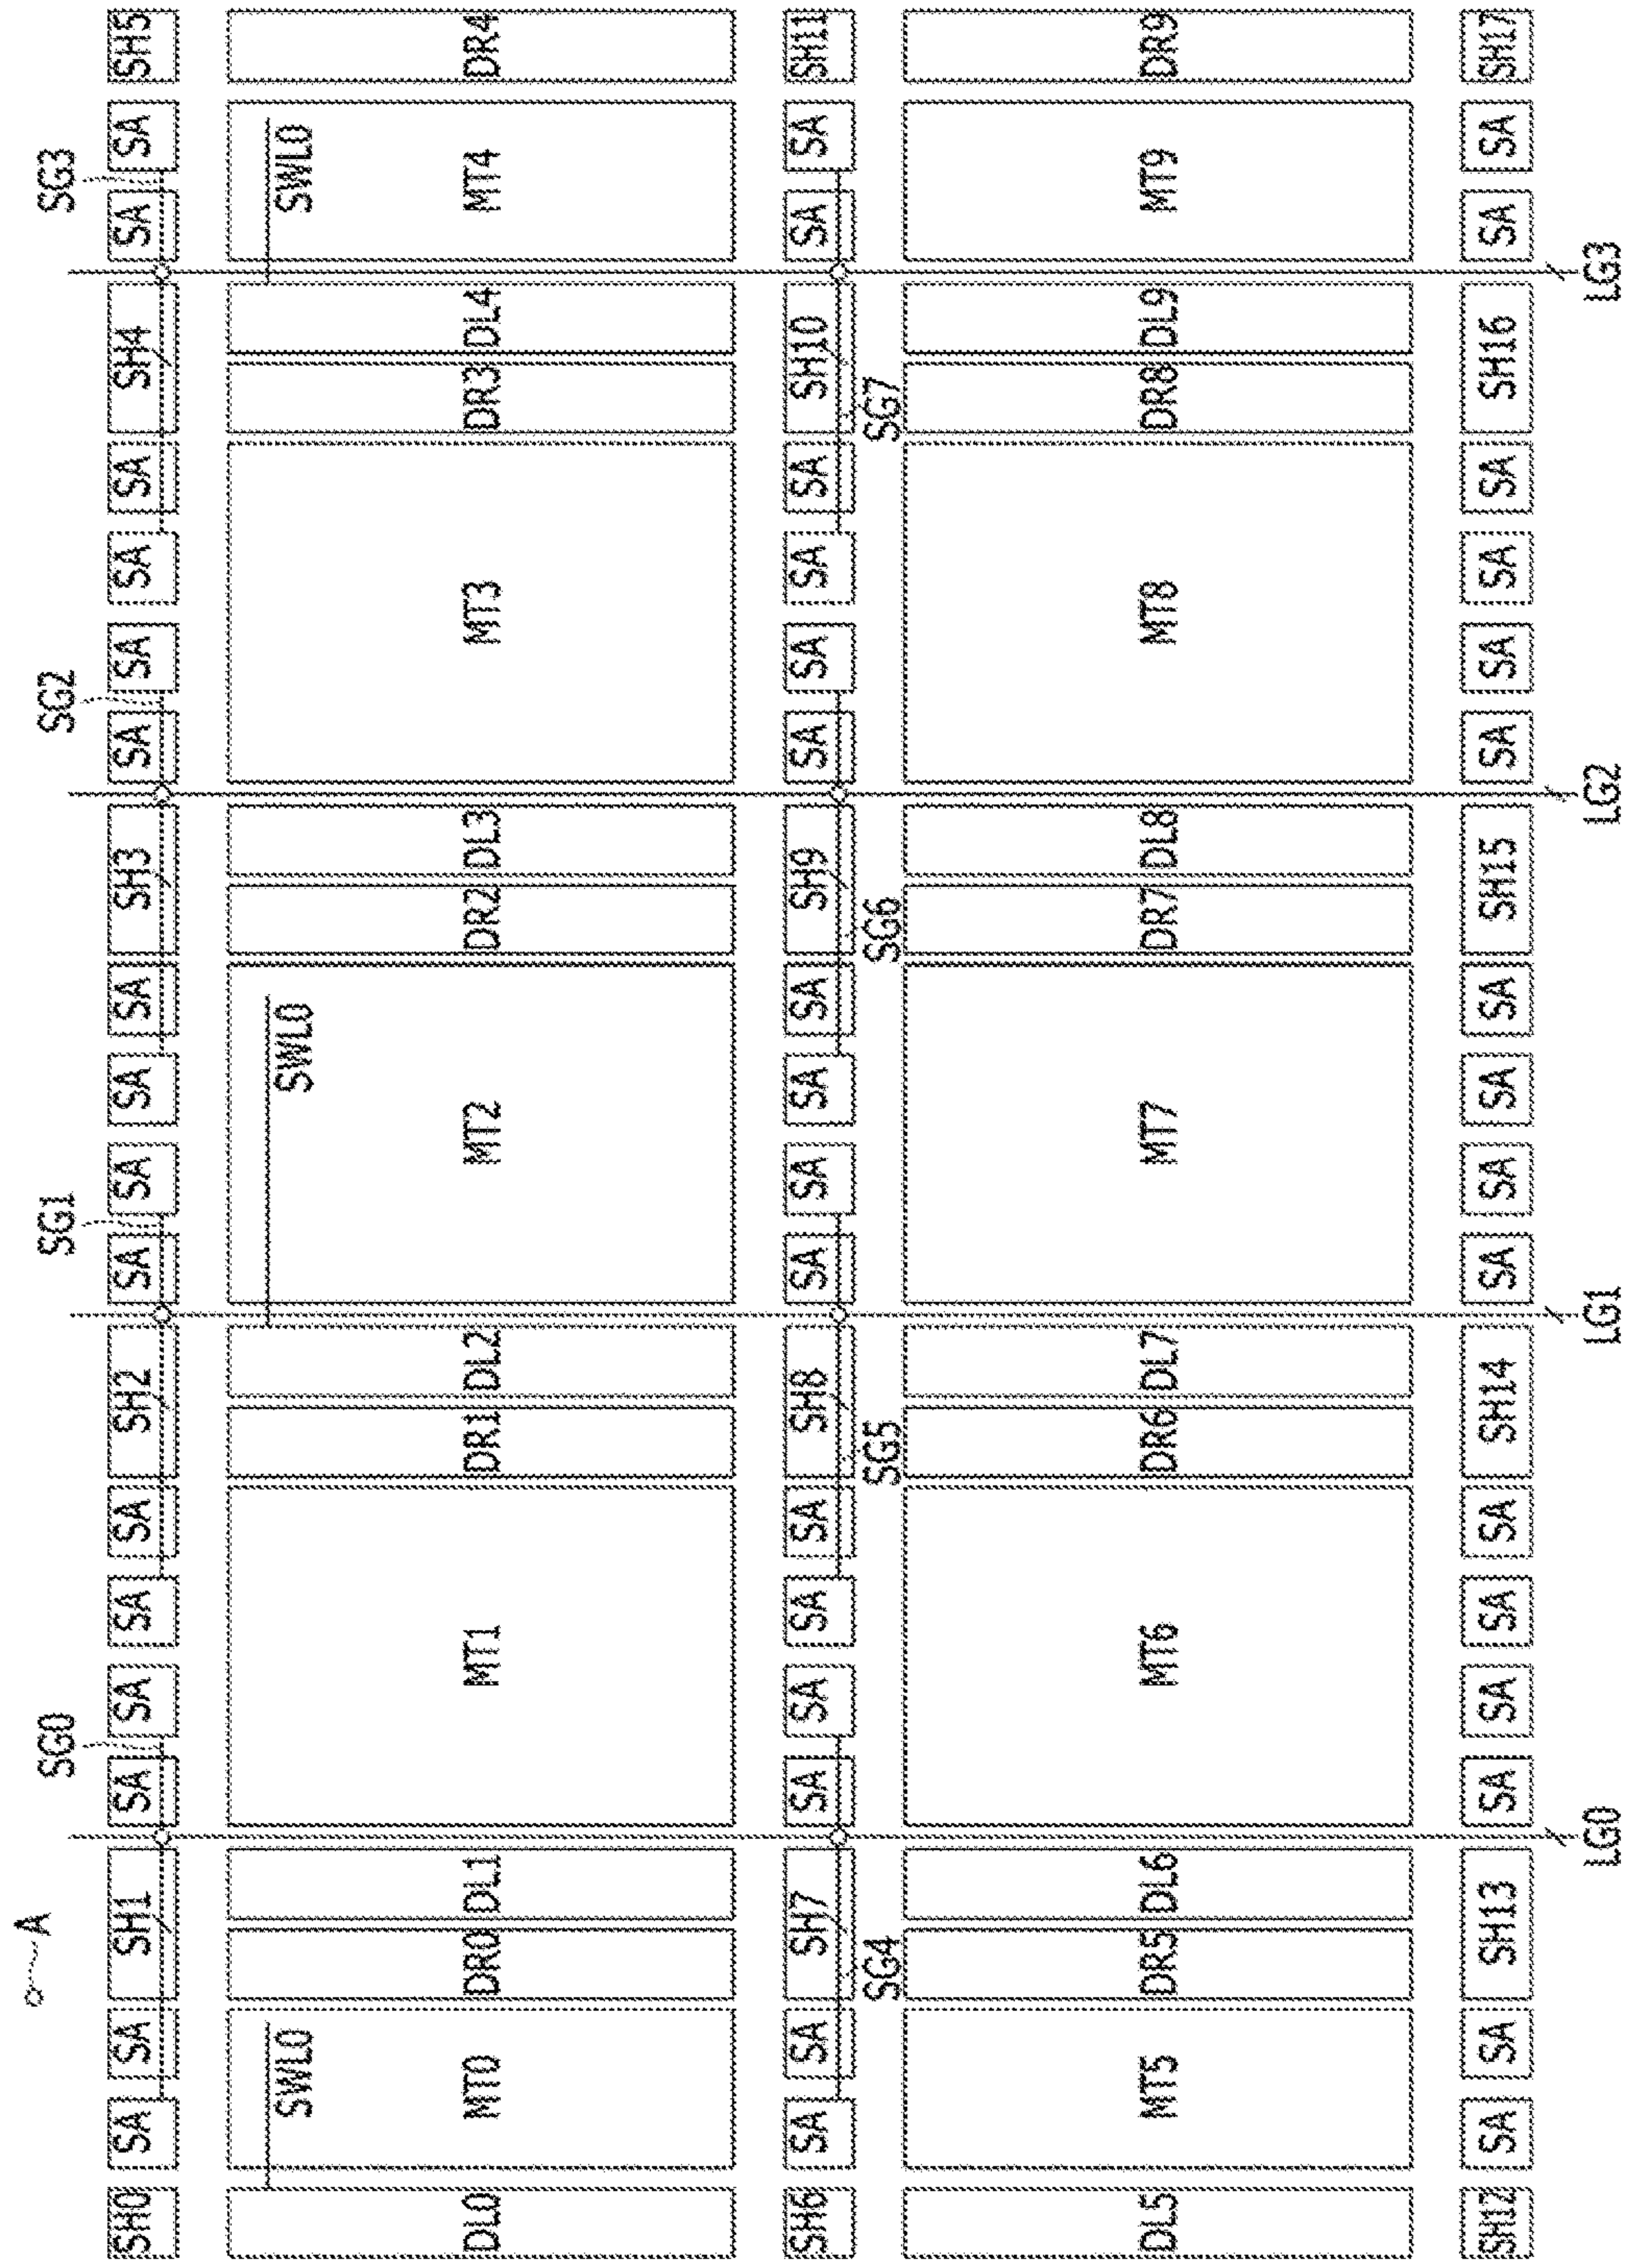 A
SG0 SG1 SG2 SG3
SH0 SA SA SH1 SA SA SA SA SH2 SA SA SA SA SH3 SA SA SA SA SH4 SA SA SH5
SWL0 SWL0 SWL0
DL0 MT0 DR0 DL1 MT1 DR1 DL2 MT2 DR2 DL3 MT3 DR3 DL4 MT4 DR4
SH6 SA SA SH7 SA SA SA SA SH8 SA SA SA SA SH9 SA SA SA SA SH10 SA SA SH11
SG4 SG5 SG6 SG7
DL5 MT5 DR5 DL6 MT6 DR6 DL7 MT7 DR7 DL8 MT8 DR8 DL9 MT9 DR9
SH12 SA SA SH13 SA SA SA SA SH14 SA SA SA SA SH15 SA SA SA SA SH16 SA SA SH17
LG0 LG1 LG2 LG3